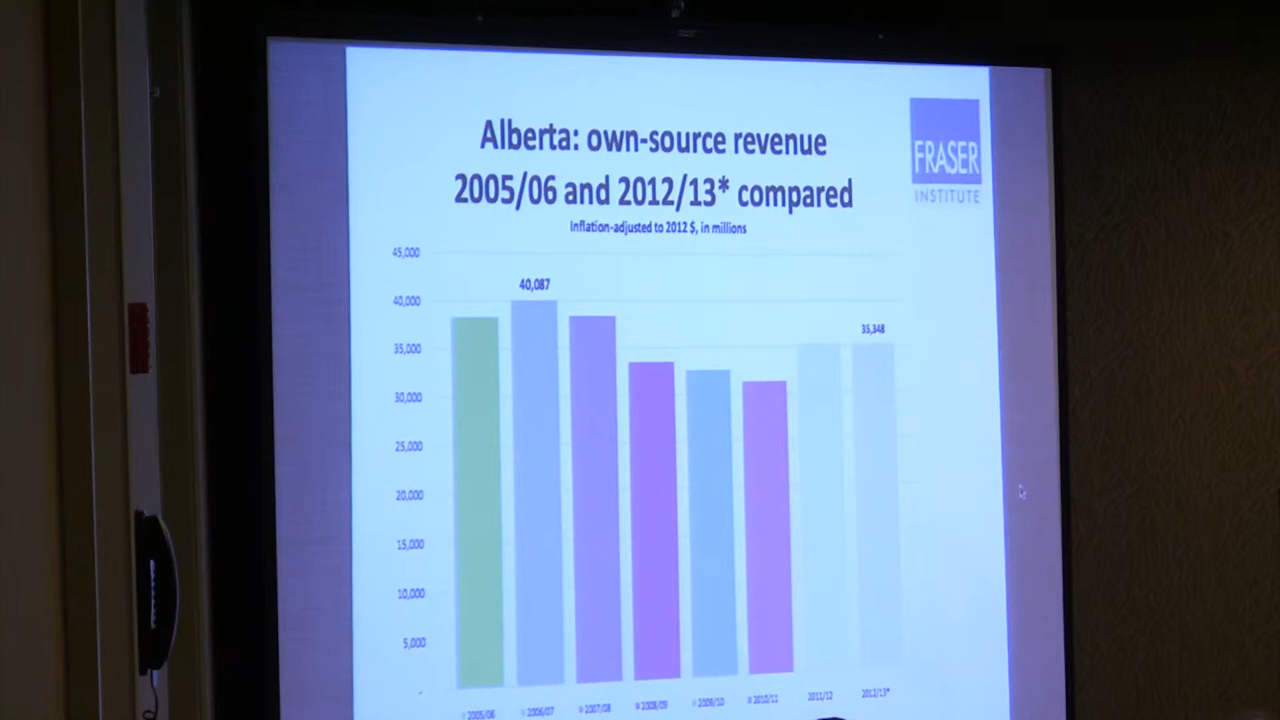 Alberta: own-source revenue
2005/06 and 2012/13* compared
Inflation-adjusted to 2012 $, in millions
FRASER
INSTITUTE
45,000
40,000
35,000
30,000
25,000
20,000
15,000
10,000
5,000
-
40,087
35,348
2005/06 2006/07 2007/08 2008/09 2009/10 2010/11 2011/12 2012/13*